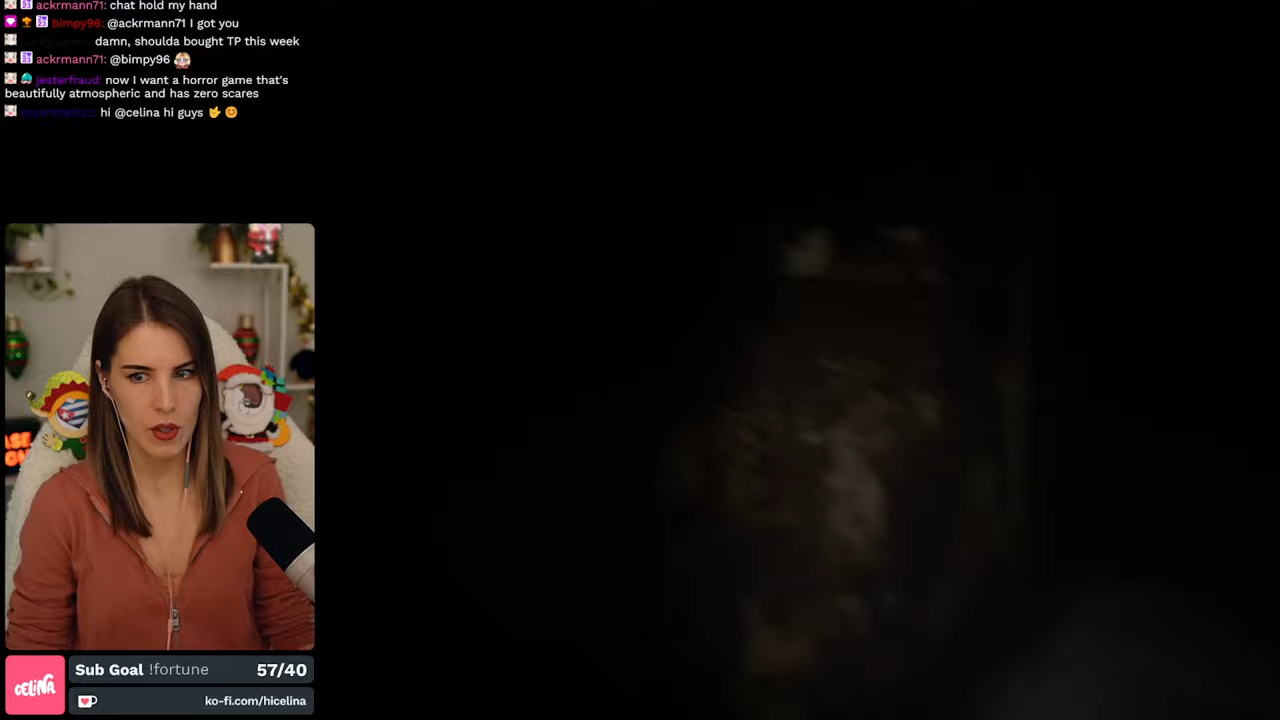 ackrmann71: chat hold my hand
bimpy96: @ackrmann71 I got you
damn, shoulda bought TP this week
ackrmann71: @bimpy96
jesterfraud: now I want a horror game that's
beautifully atmospheric and has zero scares
hi @celina hi guys
CELINA
Sub Goal !fortune 57/40
ko-fi.com/hicelina